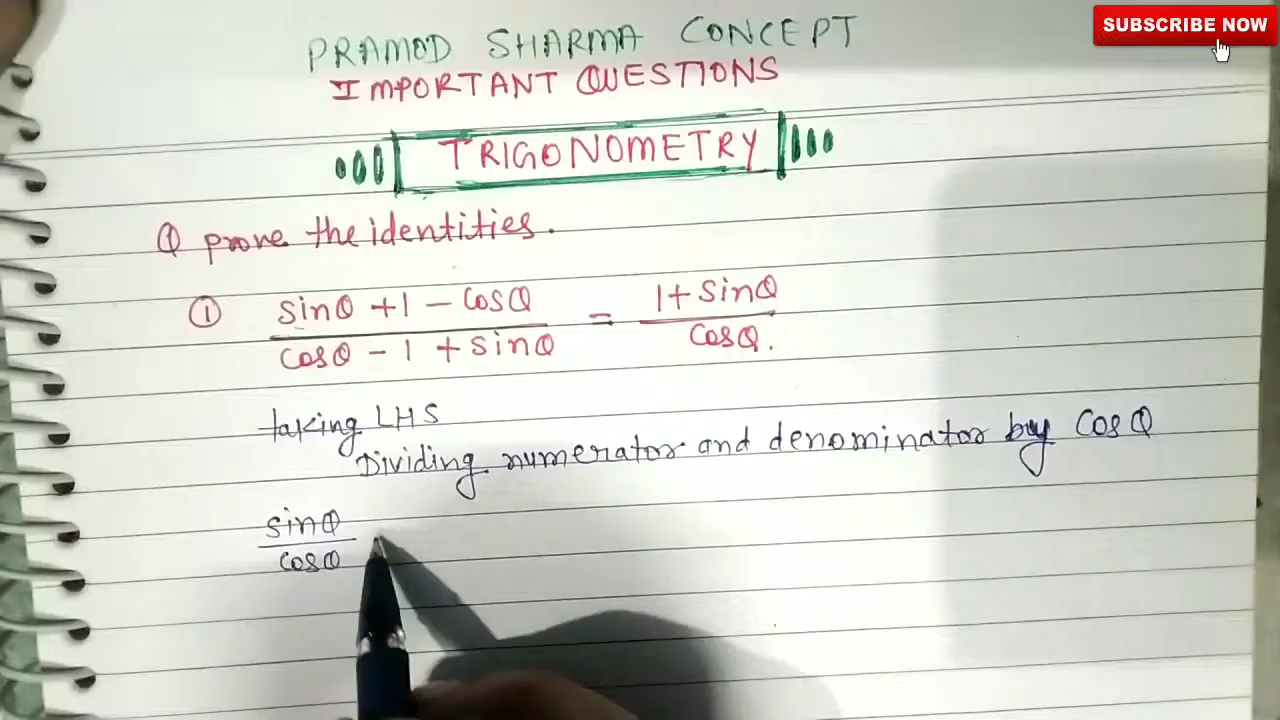 SUBSCRIBE NOW
PRAMOD SHARMA CONCEPT
IMPORTANT QUESTIONS
TRIGONOMETRY
Q prove the identities.
① sinθ + 1 - cosθ / cosθ - 1 + sinθ = 1 + sinθ / cosθ.
taking LHS
Dividing numerator and denominator by cosθ
sinθ / cosθ